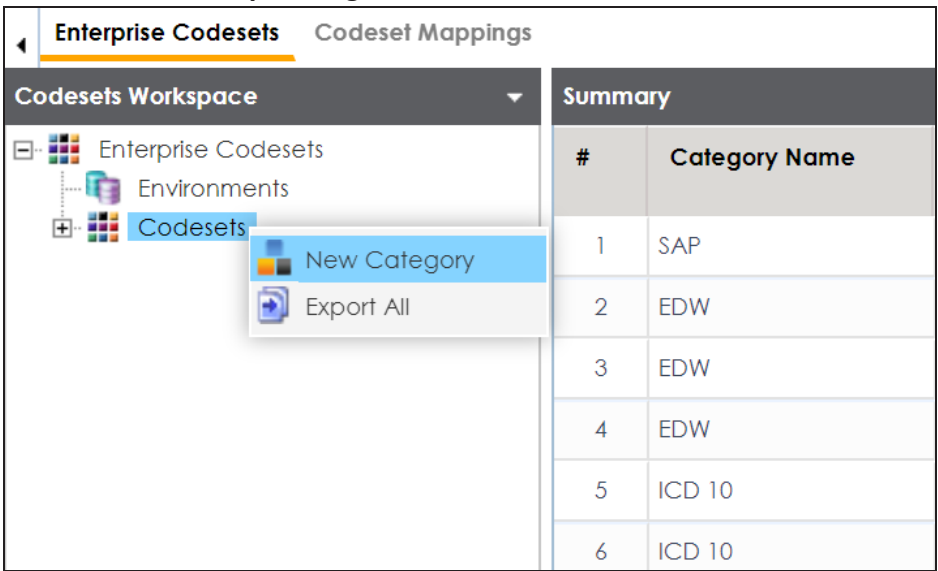 Enterprise Codesets Codeset Mappings
Codesets Workspace
Enterprise Codesets
Environments
Codesets
New Category
Export All
Summary
# Category Name
1 SAP
2 EDW
3 EDW
4 EDW
5 ICD 10
6 ICD 10